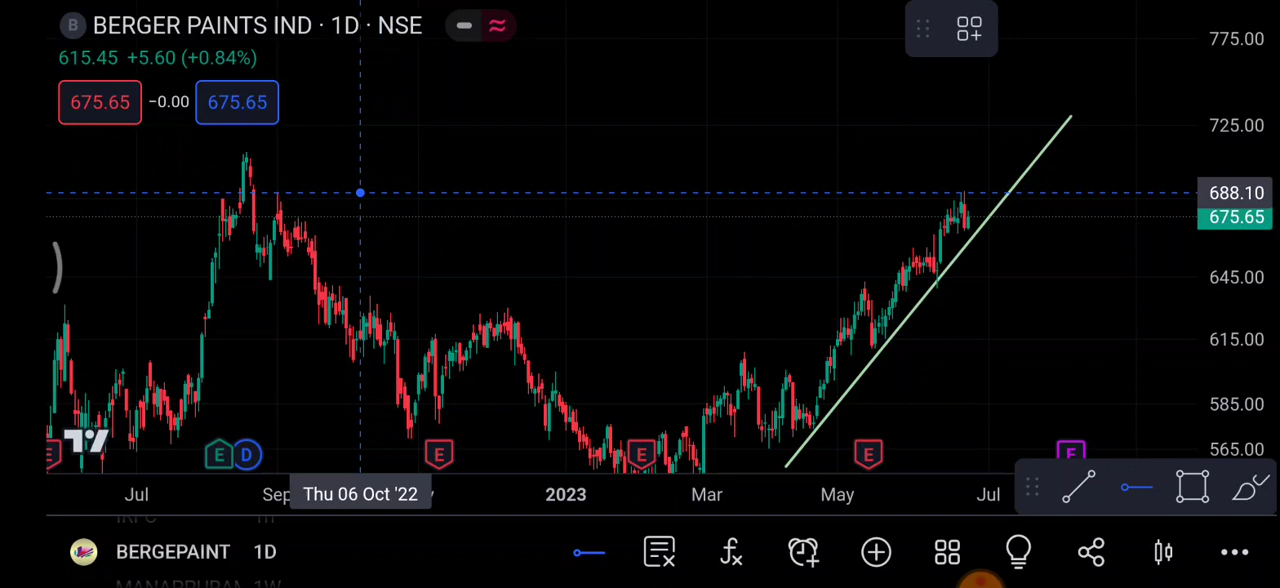 B BERGER PAINTS IND · 1D · NSE
615.45 +5.60 (+0.84%)
675.65 −0.00 675.65
775.00
725.00
688.10
675.65
645.00
615.00
585.00
565.00
E E D E E E E
Jul Sep Thu 06 Oct '22 2023 Mar May Jul
BERGEPAINT 1D
MANAPPURAM 1W